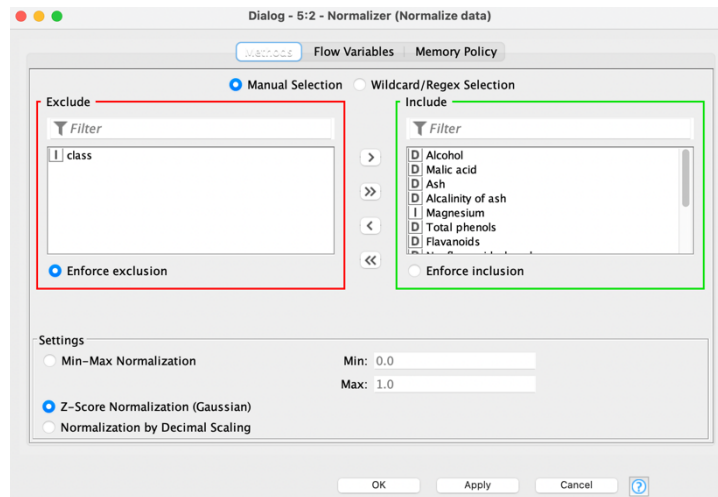 Dialog - 5:2 - Normalizer (Normalize data)
Methods Flow Variables Memory Policy
Manual Selection Wildcard/Regex Selection
Exclude
Filter
I class
Enforce exclusion
>
>>
<
<<
Include
Filter
D Alcohol
D Malic acid
D Ash
D Alcalinity of ash
I Magnesium
D Total phenols
D Flavanoids
Enforce inclusion
Settings
Min-Max Normalization Min: 0.0
Max: 1.0
Z-Score Normalization (Gaussian)
Normalization by Decimal Scaling
OK Apply Cancel ?